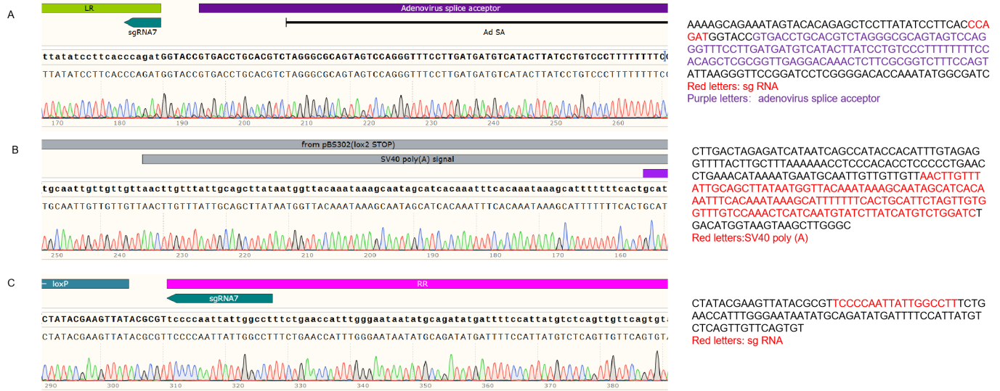 A
LR
Adenovirus splice acceptor
sgRNA7
Ad SA
ttatatccttcacccagatGGTACCGTGACCTGCACGTCTAGGGCGCAGTAGTCCAGGGTTTCCTTGATGATGTCATACTTATCCTGTCCCTTTTTTTTCC
TTATATCCTTCACCCAGATGGTACCGTGACCTGCACGTCTAGGGCGCAGTAGTCCAGGGTTTCCTTGATGATGTCATACTTATCCTGTCCCTTTTTTTTCC
170 180 190 200 210 220 230 240 250 260
AAAAGCAGAAATAGTACACAGAGCTCCTTATATCCTTCACCCA
GATGGTACCGTGACCTGCACGTCTAGGGCGCAGTAGTCCAG
GGTTTCCTTGATGATGTCATACTTATCCTGTCCCTTTTTTTTCC
ACAGCTCGCGGTTGAGGACAAACTCTTCGCGGTCTTTCCAGT
ATTAAGGGTTCCGGATCCTCGGGGACACCAAATATGGCGATC
Red letters: sg RNA
Purple letters: adenovirus splice acceptor
B
from pBS302(lox2 STOP)
SV40 poly(A) signal
tgcaattgttgttgttaacttgtttattgcagcttataatggttacaaataaagcaatagcatcacaaatttcacaaataaagcatttttttcactgcat
TGCAATTGTTGTTGTTAACTTGTTTATTGCAGCTTATAATGGTTACAAATAAAGCAATAGCATCACAAATTTCACAAATAAAGCATTTTTTTCACTGCAT
250 240 230 220 210 200 190 180 170 160
CTTGACTAGAGATCATAATCAGCCATACCACATTTGTAGAG
GTTTTACTTGCTTTAAAAAACCTCCCACACCTCCCCCTGAAC
CTGAAACATAAAATGAATGCAATTGTTGTTGTTAACTTGTTT
ATTGCAGCTTATAATGGTTACAAATAAAGCAATAGCATCACA
AATTTCACAAATAAAGCATTTTTTTCACTGCATTCTAGTTGTG
GTTTGTCCAAACTCATCAATGTATCTTATCATGTCTGGATCT
GACATGGTAAGTAAGCTTGGGC
Red letters:SV40 poly (A)
C
loxP
RR
sgRNA7
CTATACGAAGTTATACGCGTtccccaattattggcctttctgaaccatttgggaataatatgcagatatgattttccattatgtctcagttgttcagtgta
CTATACGAAGTTATACGCGTTCCCCAATTATTGGCCTTTCTGAACCATTTGGGAATAATATGCAGATATGATTTTCCATTATGTCTCAGTTGTTCAGTGTA
290 300 310 320 330 340 350 360 370 380
CTATACGAAGTTATACGCGTTCCCCAATTATTGGCCTTTCTG
AACCATTTGGGAATAATATGCAGATATGATTTTCCATTATGT
CTCAGTTGTTCAGTGT
Red letters: sg RNA